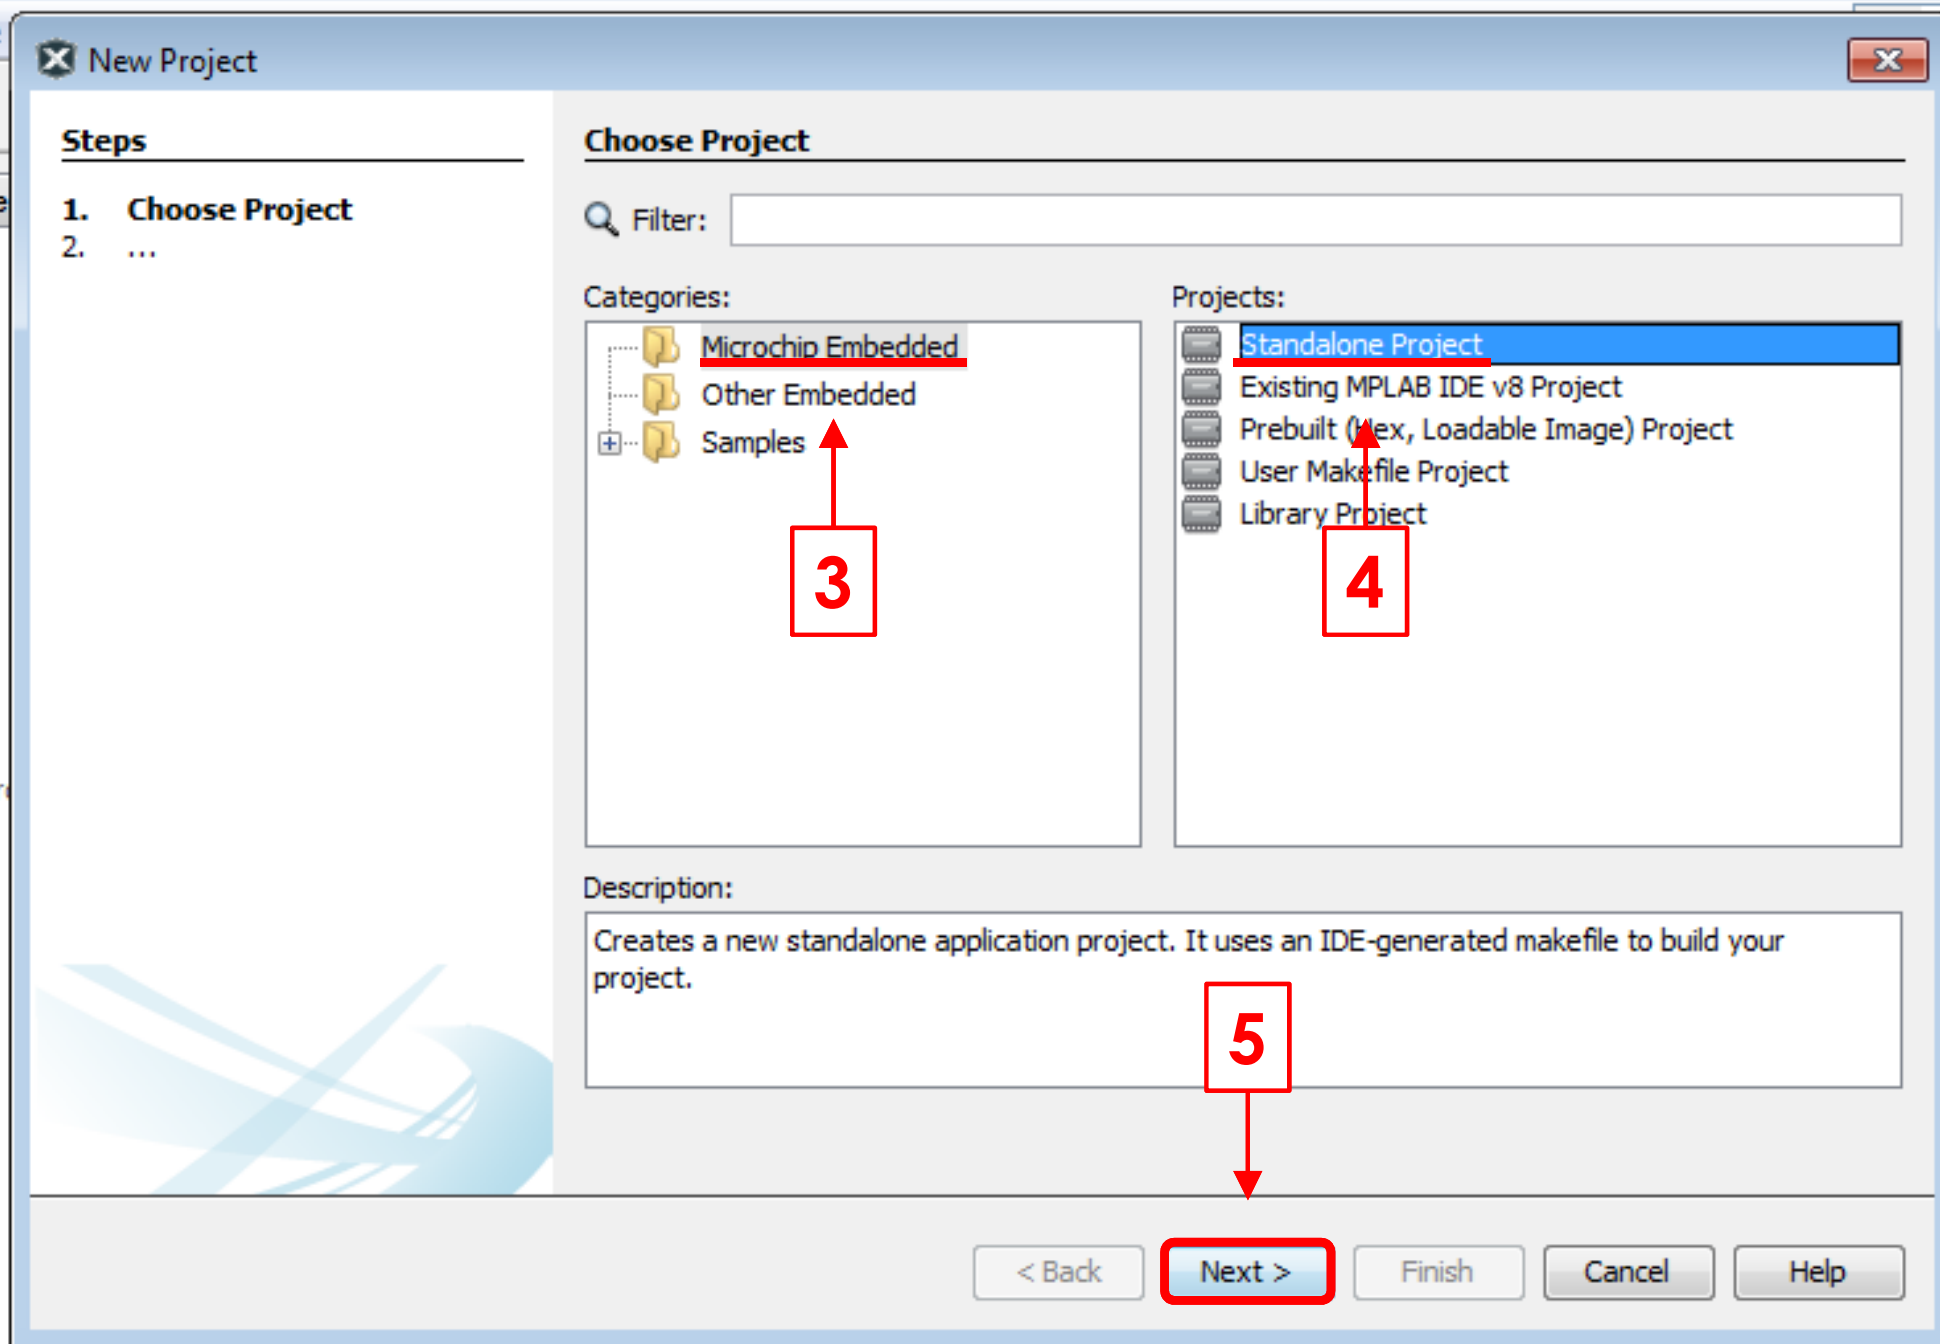 New Project
Steps
1. Choose Project
2. ...
Choose Project
Filter:
Categories:
Microchip Embedded
Other Embedded
Samples
3
Projects:
Standalone Project
Existing MPLAB IDE v8 Project
Prebuilt (Hex, Loadable Image) Project
User Makefile Project
Library Project
4
Description:
Creates a new standalone application project. It uses an IDE-generated makefile to build your
project.
5
< Back
Next >
Finish
Cancel
Help